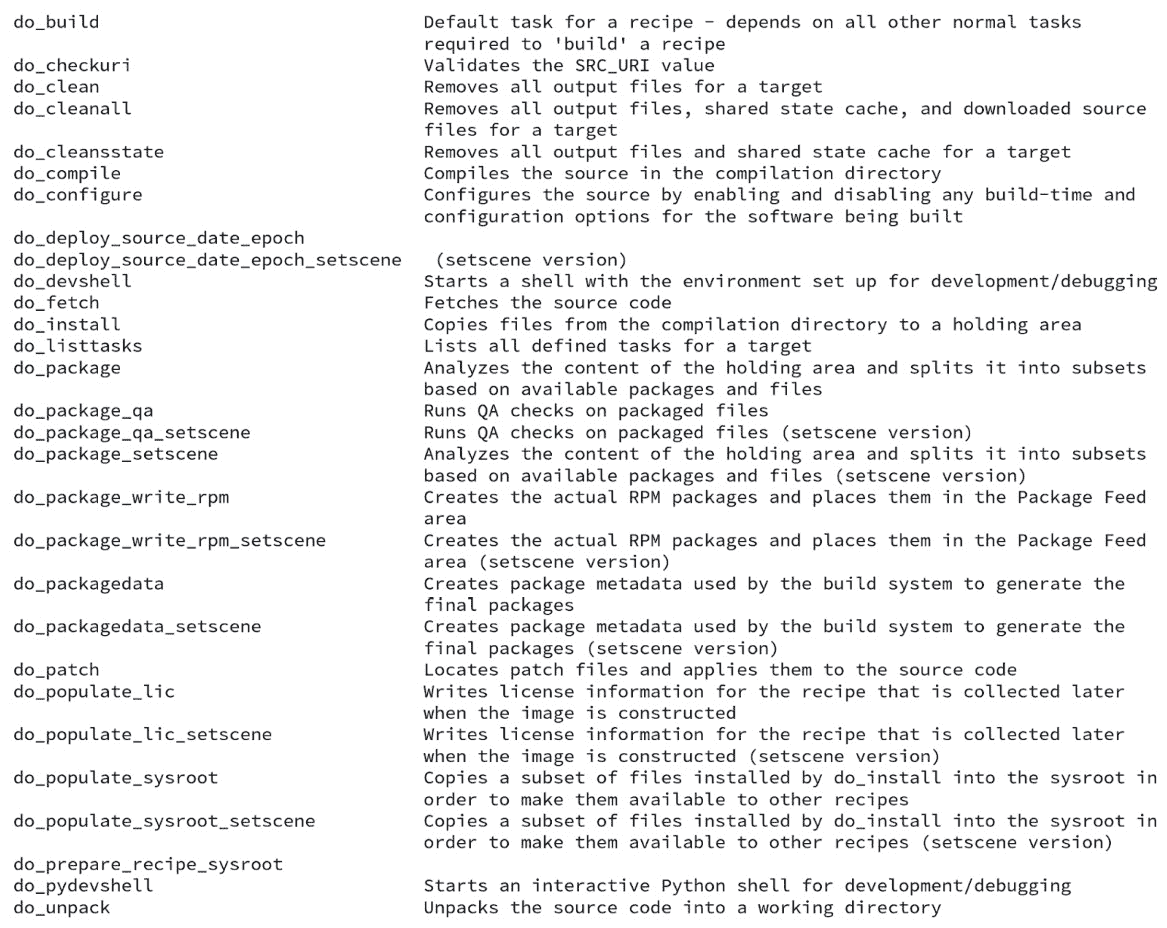 do_build                              Default task for a recipe - depends on all other normal tasks
                                      required to 'build' a recipe
do_checkuri                           Validates the SRC_URI value
do_clean                              Removes all output files for a target
do_cleanall                           Removes all output files, shared state cache, and downloaded source
                                      files for a target
do_cleansstate                        Removes all output files and shared state cache for a target
do_compile                            Compiles the source in the compilation directory
do_configure                          Configures the source by enabling and disabling any build-time and
                                      configuration options for the software being built
do_deploy_source_date_epoch
do_deploy_source_date_epoch_setscene   (setscene version)
do_devshell                           Starts a shell with the environment set up for development/debugging
do_fetch                              Fetches the source code
do_install                            Copies files from the compilation directory to a holding area
do_listtasks                          Lists all defined tasks for a target
do_package                            Analyzes the content of the holding area and splits it into subsets
                                      based on available packages and files
do_package_qa                         Runs QA checks on packaged files
do_package_qa_setscene                Runs QA checks on packaged files (setscene version)
do_package_setscene                   Analyzes the content of the holding area and splits it into subsets
                                      based on available packages and files (setscene version)
do_package_write_rpm                  Creates the actual RPM packages and places them in the Package Feed
                                      area
do_package_write_rpm_setscene         Creates the actual RPM packages and places them in the Package Feed
                                      area (setscene version)
do_packagedata                        Creates package metadata used by the build system to generate the
                                      final packages
do_packagedata_setscene               Creates package metadata used by the build system to generate the
                                      final packages (setscene version)
do_patch                              Locates patch files and applies them to the source code
do_populate_lic                       Writes license information for the recipe that is collected later
                                      when the image is constructed
do_populate_lic_setscene              Writes license information for the recipe that is collected later
                                      when the image is constructed (setscene version)
do_populate_sysroot                   Copies a subset of files installed by do_install into the sysroot in
                                      order to make them available to other recipes
do_populate_sysroot_setscene          Copies a subset of files installed by do_install into the sysroot in
                                      order to make them available to other recipes (setscene version)
do_prepare_recipe_sysroot
do_pydevshell                         Starts an interactive Python shell for development/debugging
do_unpack                             Unpacks the source code into a working directory